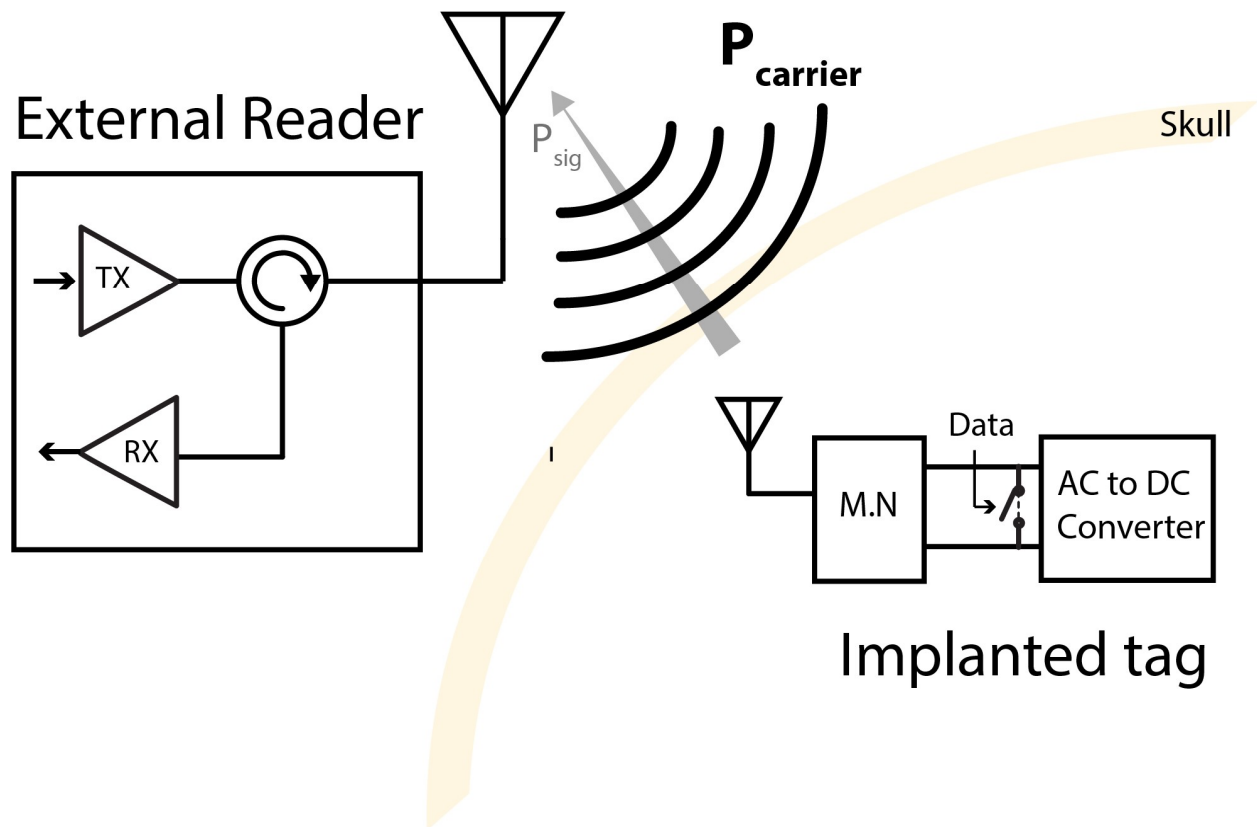 External Reader
TX
RX
P sig
P carrier
Skull
Data
M.N
AC to DC
Converter
Implanted tag